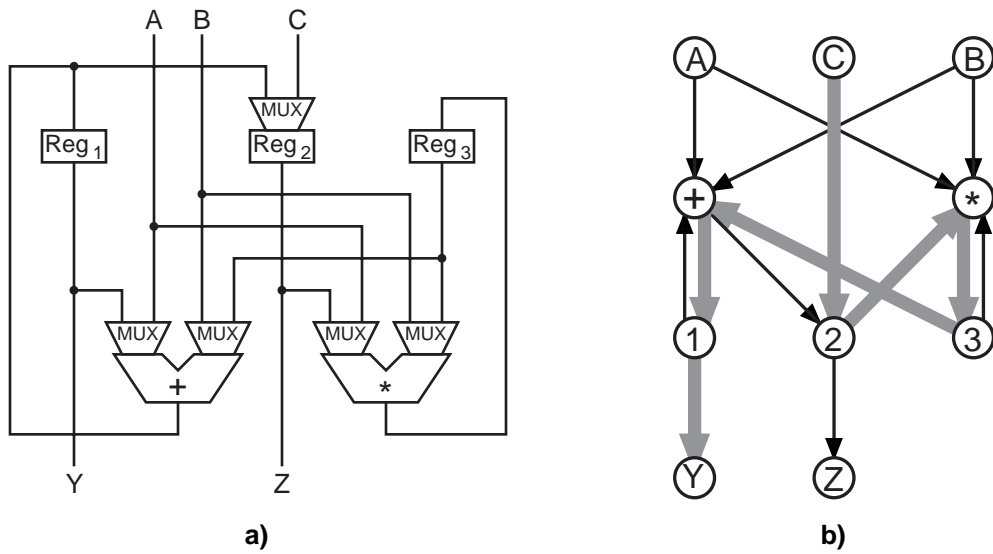 A B C
MUX
Reg 1
Reg 2
Reg 3
MUX MUX MUX MUX
+ *
Y Z
a)
A C B
+ *
1 2 3
Y Z
b)